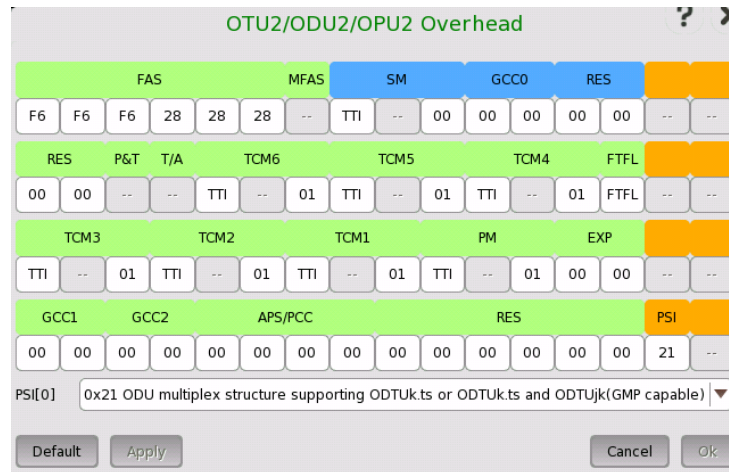 OTU2/ODU2/OPU2 Overhead ?
FAS MFAS SM GCC0 RES
F6 F6 F6 28 28 28 -- TTI -- 00 00 00 00 00 -- --
RES P&T T/A TCM6 TCM5 TCM4 FTFL
00 00 -- -- TTI -- 01 TTI -- 01 TTI -- 01 FTFL -- --
TCM3 TCM2 TCM1 PM EXP
TTI -- 01 TTI -- 01 TTI -- 01 TTI -- 01 00 00 -- --
GCC1 GCC2 APS/PCC RES PSI
00 00 00 00 00 00 00 00 00 00 00 00 00 00 21 --
PSI[0] 0x21 ODU multiplex structure supporting ODTUk.ts or ODTUk.ts and ODTUjk(GMP capable)
Default Apply Cancel Ok